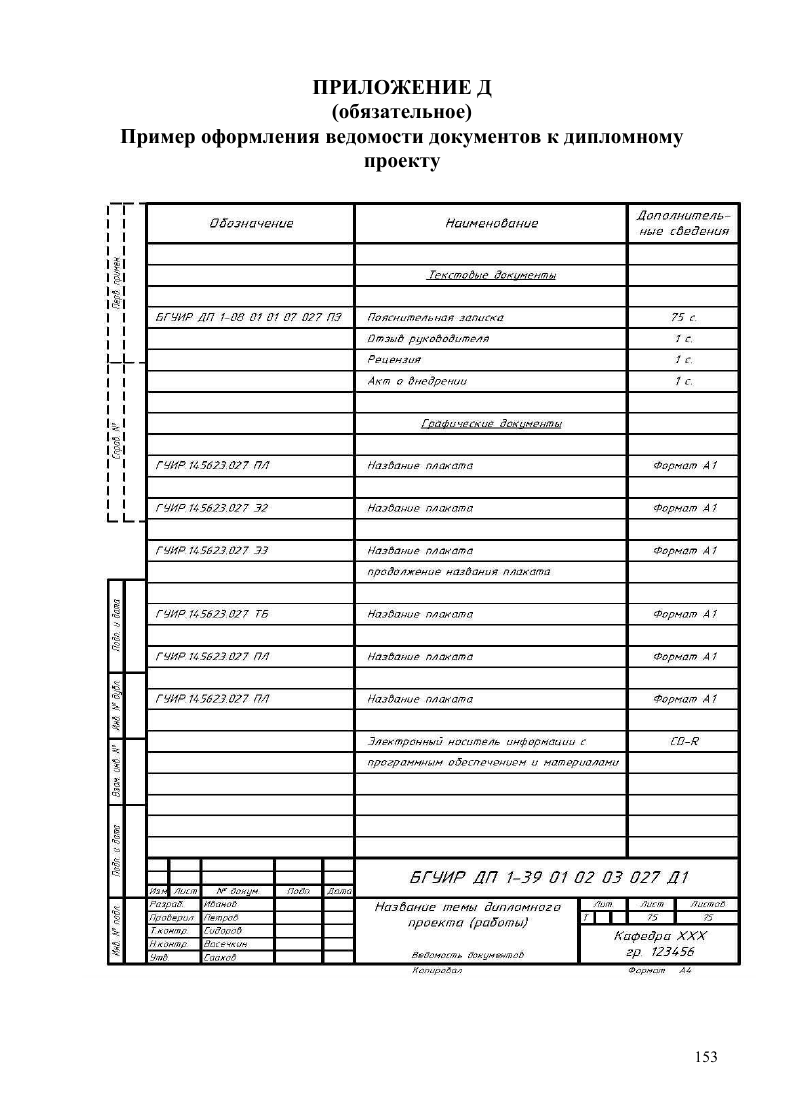 ПРИЛОЖЕНИЕ Д
(обязательное)
Пример оформления ведомости документов к дипломному
проекту
Обозначение Наименование Дополнитель-
ные сведения
Перв. примен.
Текстовые документы
БГУИР ДП 1-08 01 01 07 027 ПЗ Пояснительная записка 75 с.
Отзыв руководителя 1 с.
Рецензия 1 с.
Акт о внедрении 1 с.
Справ. №
Графические документы
ГУИР.145623.027 ПЛ Название плаката Формат А1
ГУИР.145623.027 Э2 Название плаката Формат А1
ГУИР.145623.027 ЭЗ Название плаката Формат А1
продолжение названия плаката
Подп. и дата
ГУИР.145623.027 ТБ Название плаката Формат А1
ГУИР.145623.027 ПЛ Название плаката Формат А1
Инв. № дубл.
ГУИР.145623.027 ПЛ Название плаката Формат А1
Взам. инв. №
Электронный носитель информации с CD-R
программным обеспечением и материалами
Подп. и дата
БГУИР ДП 1-39 01 02 03 027 Д1
Изм. Лист № докум. Подп. Дата
Инв. № подл.
Разраб. Иванов
Проверил Петров
Т.контр. Сидоров
Н.контр. Васечкин
Утв. Саахов
Название темы дипломного
проекта (работы)
Ведомость документов
Лит. Лист Листов
Т 75 75
Кафедра ХХХ
гр. 123456
Копировал Формат А4
153